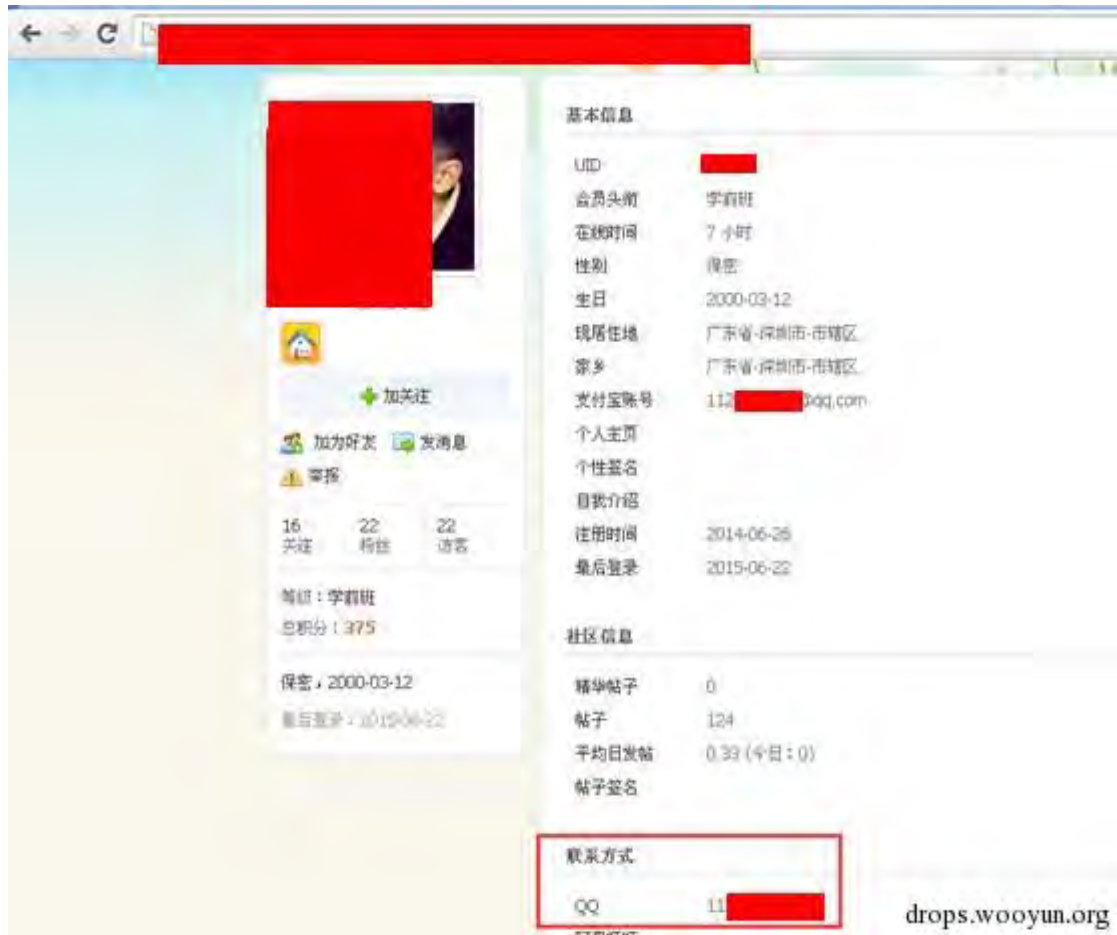 加关注
加为好友 发消息
举报
16 22 22
关注 粉丝 访客
等级：学前班
总积分：375
保密，2000-03-12
最后登录：2015-06-22
基本信息
UID
会员头衔 学前班
在线时间 7 小时
性别 保密
生日 2000-03-12
现居住地 广东省-深圳市-市辖区
家乡 广东省-深圳市-市辖区
支付宝账号 112 @qq.com
个人主页
个性签名
自我介绍
注册时间 2014-06-26
最后登录 2015-06-22
社区信息
精华帖子 0
帖子 124
平均日发帖 0.33 (今日：0)
帖子签名
联系方式
QQ 11
drops.wooyun.org